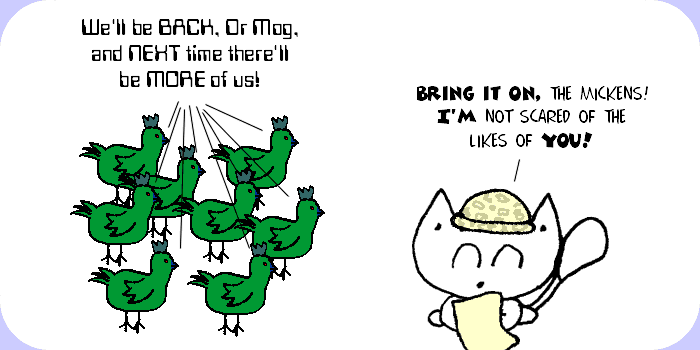 We'll be BACK, Dr Mog,
and NEXT time there'll
be MORE of us!
BRING IT ON, THE MICKENS!
I'M NOT SCARED OF THE
LIKES OF YOU!